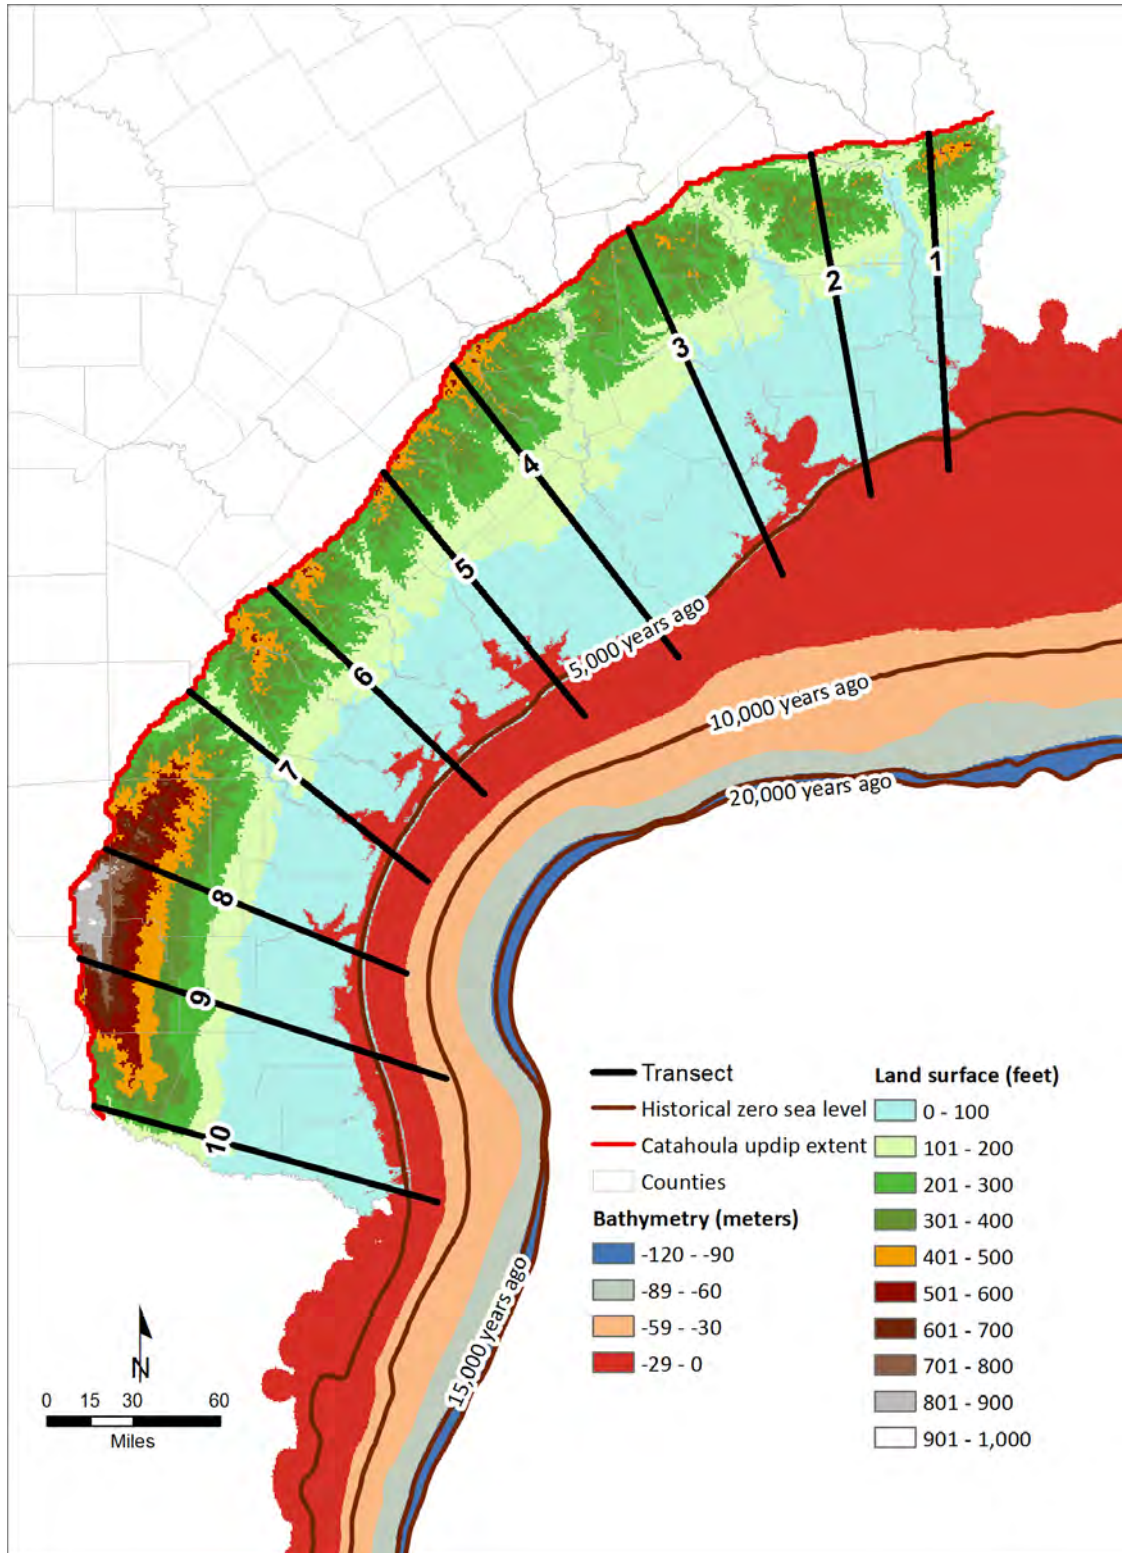 1
2
3
4
5
6
7
8
9
10
5,000 years ago
10,000 years ago
20,000 years ago
15,000 years ago
Transect
Historical zero sea level
Catahoula updip extent
Counties
Bathymetry (meters)
-120 - -90
-89 - -60
-59 - -30
-29 - 0
Land surface (feet)
0 - 100
101 - 200
201 - 300
301 - 400
401 - 500
501 - 600
601 - 700
701 - 800
801 - 900
901 - 1,000
N
0 15 30 60
Miles